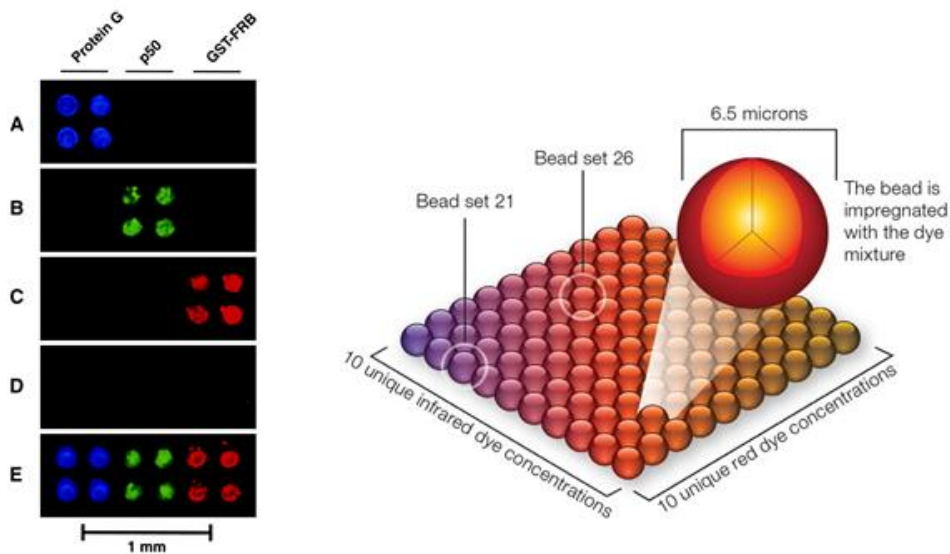 Protein G
p50
GST-FRB
A
B
C
D
E
1 mm
6.5 microns
Bead set 26
Bead set 21
The bead is
impregnated
with the dye
mixture
10 unique infrared dye concentrations
10 unique red dye concentrations